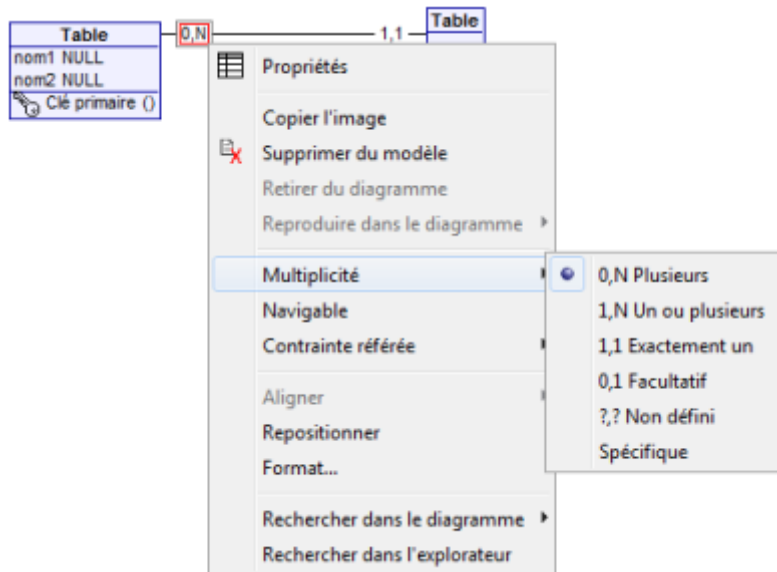 Table
nom1 NULL
nom2 NULL
Clé primaire ()
0,N
1,1
Table
Propriétés
Copier l'image
Supprimer du modèle
Retirer du diagramme
Reproduire dans le diagramme
Multiplicité
Navigable
Contrainte référée
Aligner
Repositionner
Format...
Rechercher dans le diagramme
Rechercher dans l'explorateur
0,N Plusieurs
1,N Un ou plusieurs
1,1 Exactement un
0,1 Facultatif
?,? Non défini
Spécifique